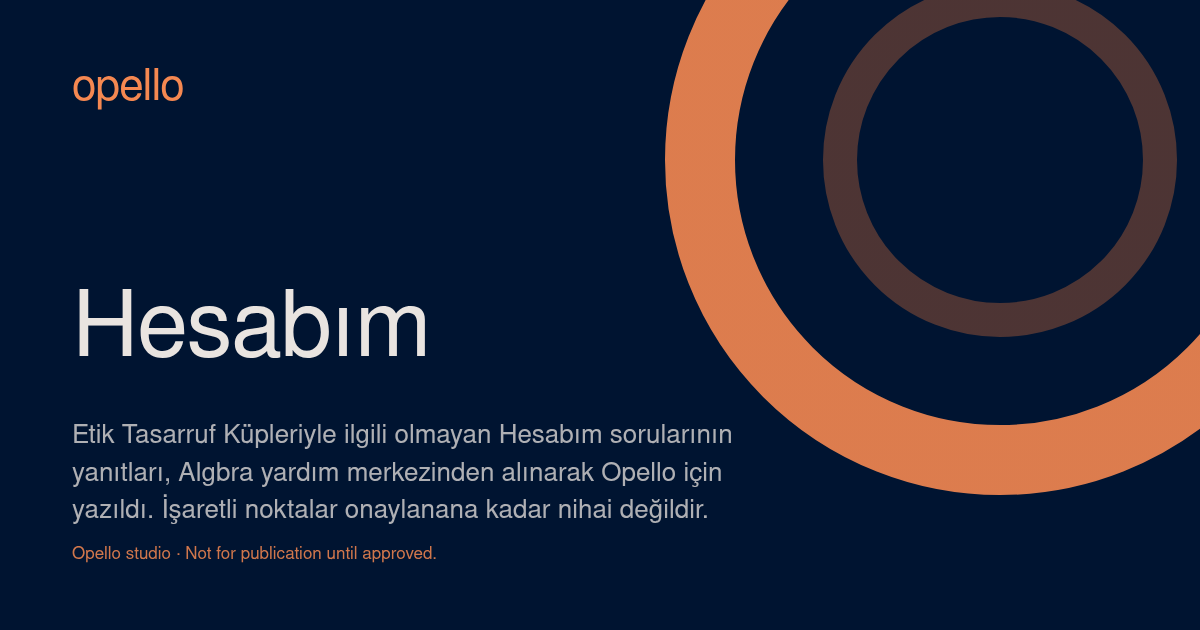 opello
Hesabım
Etik Tasarruf Küpleriyle ilgili olmayan Hesabım sorularının
yanıtları, Algbra yardım merkezinden alınarak Opello için
yazıldı. İşaretli noktalar onaylanana kadar nihai değildir.
Opello studio · Not for publication until approved.